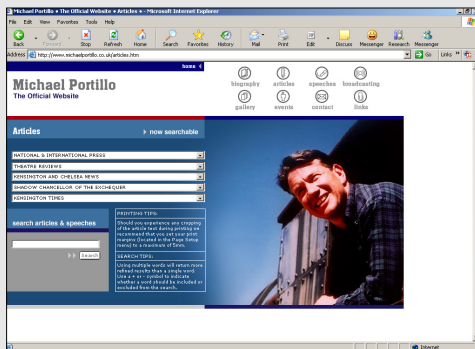 Michael Portillo • The Official Website • Articles • - Microsoft Internet Explorer
File Edit View Favorites Tools Help
Back Forward Stop Refresh Home Search Favorites History Mail Print Edit Discuss Messenger Research Messenger
Address http://www.michaelportillo.co.uk/articles.htm Go Links »
home
Michael Portillo
The Official Website
biography articles speeches broadcasting
gallery events contact links
Articles now searchable
NATIONAL & INTERNATIONAL PRESS
THEATRE REVIEWS
KENSINGTON AND CHELSEA NEWS
SHADOW CHANCELLOR OF THE EXCHEQUER
KENSINGTON TIMES
search articles & speeches
Search
PRINTING TIPS:
Should you experience any cropping
of the article text during printing we
recommend that you set your print
margins (located in the Page Setup
menu) to a maximum of 5mm.
SEARCH TIPS:
Using multiple words will return more
refined results than a single word.
Use a + or - symbol to indicate
whether a word should be included or
excluded from the search.
Internet